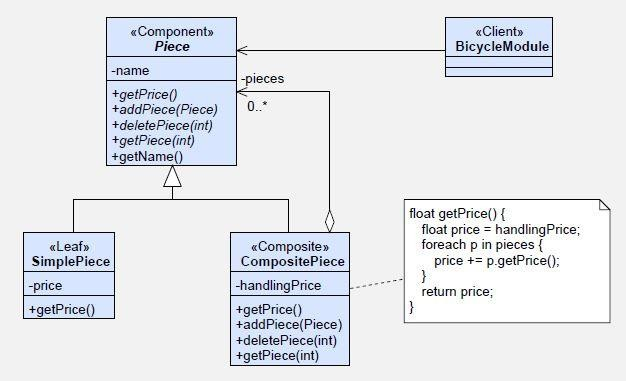 «Component»
Piece
-name
+getPrice()
+addPiece(Piece)
+deletePiece(int)
+getPiece(int)
+getName()
«Client»
BicycleModule
-pieces
0..*
«Leaf»
SimplePiece
-price
+getPrice()
«Composite»
CompositePiece
-handlingPrice
+getPrice()
+addPiece(Piece)
+deletePiece(int)
+getPiece(int)
float getPrice() {
float price = handlingPrice;
foreach p in pieces {
price += p.getPrice();
}
return price;
}